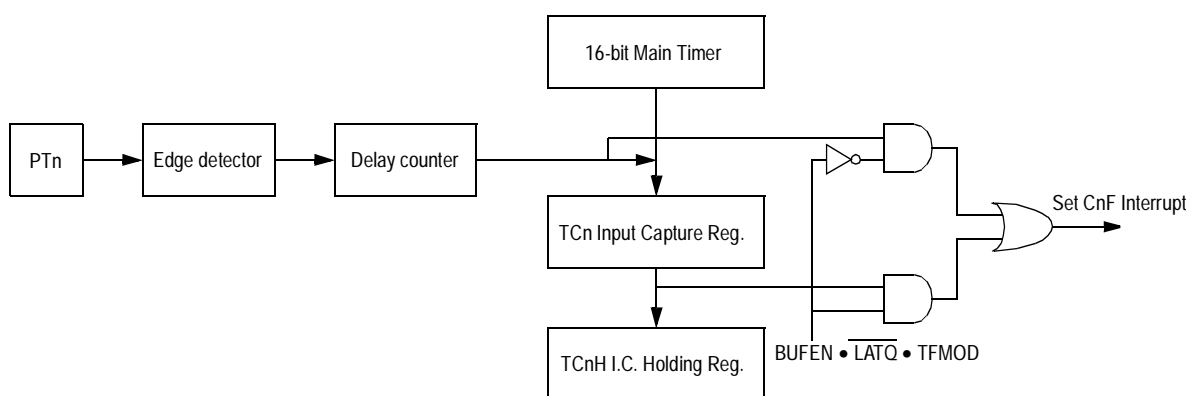 16-bit Main Timer
PTn
Edge detector
Delay counter
TCn Input Capture Reg.
Set CnF Interrupt
TCnH I.C. Holding Reg.
BUFEN • L̅A̅T̅Q̅ • TFMOD